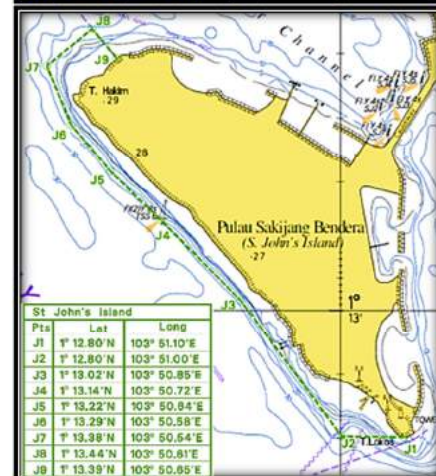 J8
J9
J7
T. Hakim
29
J6
28
J5
J4
Channel
Pulau Sakijang Bendera
(S. John's Island)
27
J3
1°
13'
J2
J1
St John's Island
Pts Lat Long
J1 1° 12.80'N 103° 51.10'E
J2 1° 12.80'N 103° 51.00'E
J3 1° 13.02'N 103° 50.85'E
J4 1° 13.14'N 103° 50.72'E
J5 1° 13.22'N 103° 50.64'E
J6 1° 13.29'N 103° 50.58'E
J7 1° 13.38'N 103° 50.54'E
J8 1° 13.44'N 103° 50.61'E
J9 1° 13.39'N 103° 50.65'E